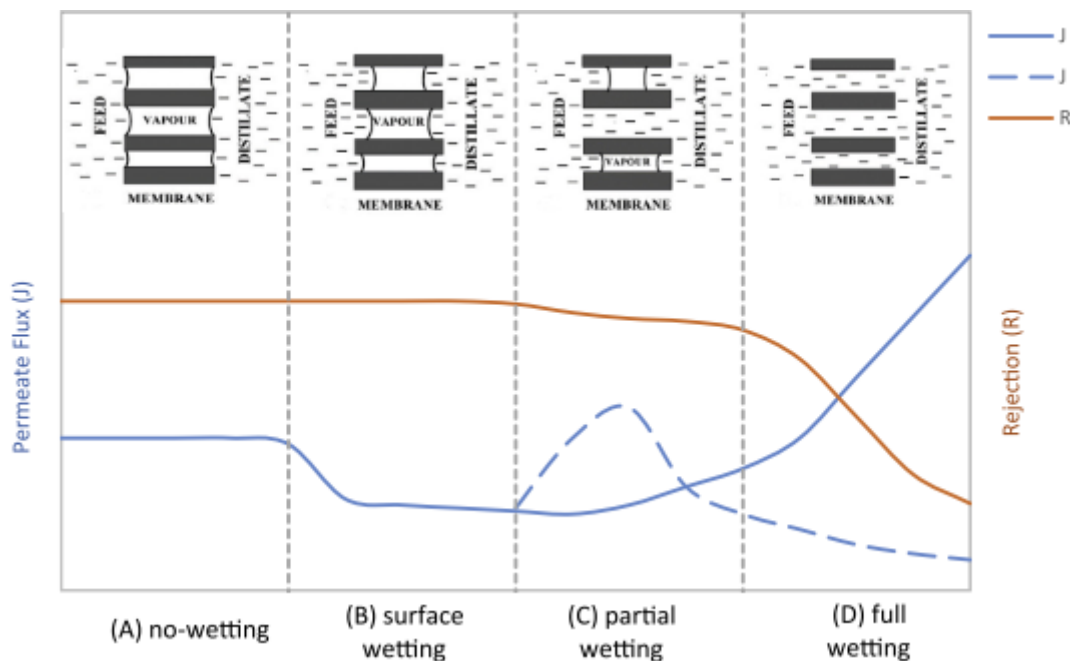 FEED
VAPOUR
DISTILLATE
MEMBRANE
FEED
VAPOUR
DISTILLATE
MEMBRANE
FEED
VAPOUR
DISTILLATE
MEMBRANE
FEED
DISTILLATE
MEMBRANE
J
J
R
Permeate Flux (J)
Rejection (R)
(A) no-wetting
(B) surface
wetting
(C) partial
wetting
(D) full
wetting